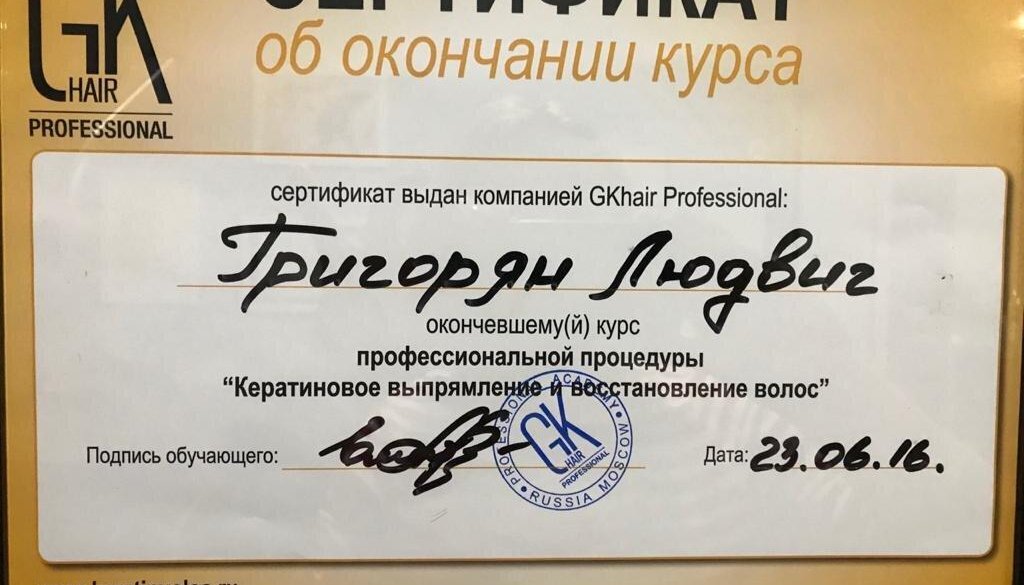 СЕРТИФИКАТ
об окончании курса
GK
HAIR
PROFESSIONAL
сертификат выдан компанией GKhair Professional:
Григорян Людвиг
окончевшему(й) курс
профессиональной процедуры
“Кератиновое выпрямление и восстановление волос”
Подпись обучающего:
PROFESSIONAL ACADEMY
GK
HAIR
PROFESSIONAL
RUSSIA MOSCOW
Дата: 23.06.16.